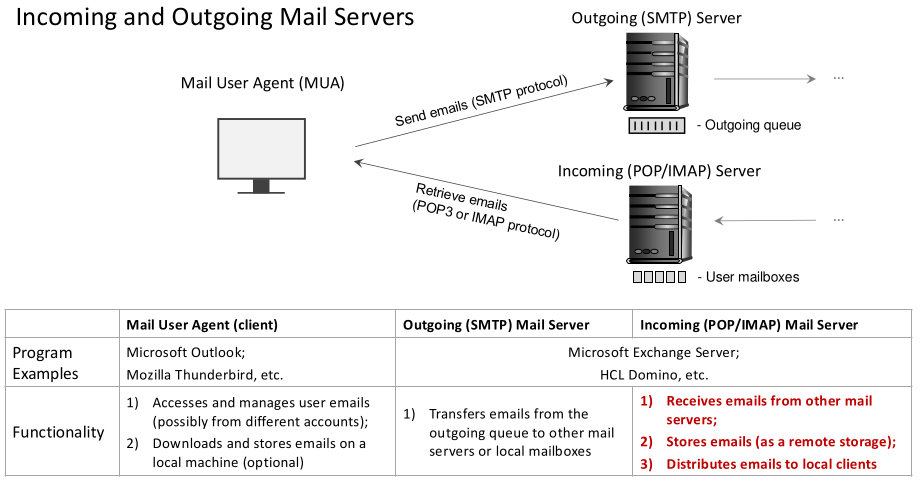 Incoming and Outgoing Mail Servers
Outgoing (SMTP) Server
Mail User Agent (MUA)
Send emails (SMTP protocol)
...
- Outgoing queue
Incoming (POP/IMAP) Server
Retrieve emails
(POP3 or IMAP protocol)
...
- User mailboxes
Mail User Agent (client)
Outgoing (SMTP) Mail Server
Incoming (POP/IMAP) Mail Server
Program
Examples
Microsoft Outlook;
Mozilla Thunderbird, etc.
Microsoft Exchange Server;
HCL Domino, etc.
Functionality
1) Accesses and manages user emails
(possibly from different accounts);
2) Downloads and stores emails on a
local machine (optional)
1) Transfers emails from the
outgoing queue to other mail
servers or local mailboxes
1) Receives emails from other mail
servers;
2) Stores emails (as a remote storage);
3) Distributes emails to local clients